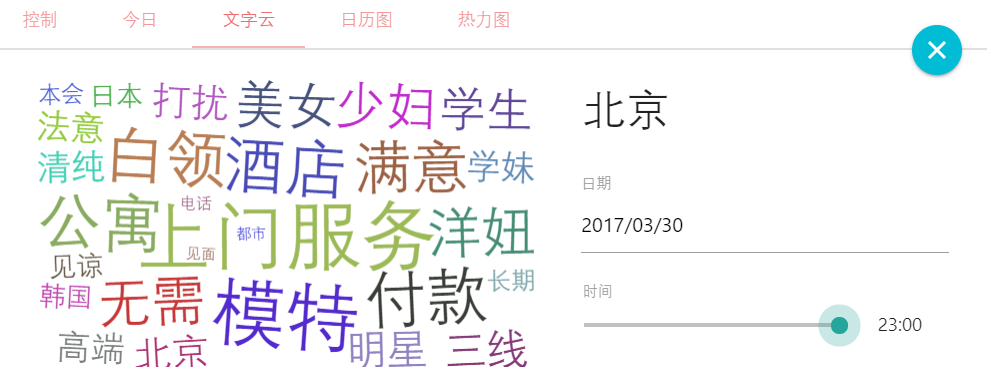 控制 今日 文字云 日历图 热力图
本会 日本 打扰 美女 少妇 学生
法意 白领 酒店 满意 学妹
清纯
公寓 上门服务 洋妞
电话
都市
见面
见谅
韩国 无需 模特 付款 长期
高端 北京 明星 三线
北京
日期
2017/03/30
时间
23:00